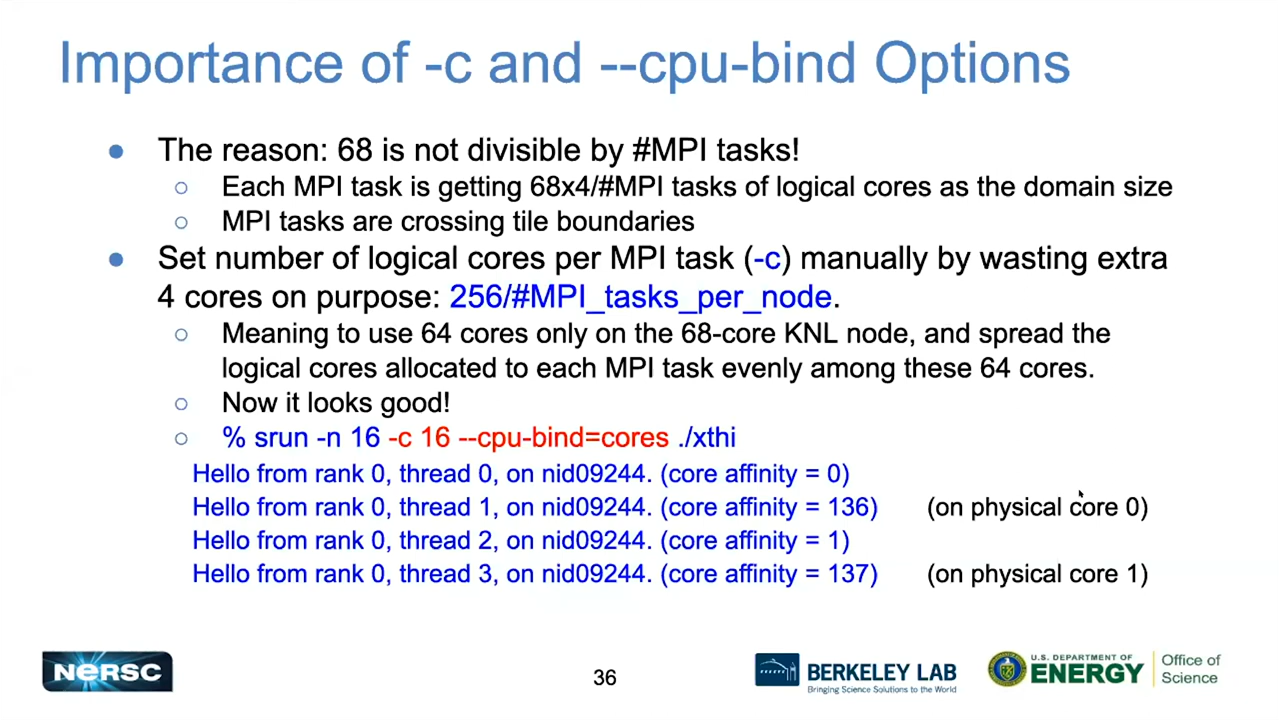 Importance of -c and --cpu-bind Options
● The reason: 68 is not divisible by #MPI tasks!
○ Each MPI task is getting 68x4/#MPI tasks of logical cores as the domain size
○ MPI tasks are crossing tile boundaries
● Set number of logical cores per MPI task (-c) manually by wasting extra
4 cores on purpose: 256/#MPI_tasks_per_node.
○ Meaning to use 64 cores only on the 68-core KNL node, and spread the
logical cores allocated to each MPI task evenly among these 64 cores.
○ Now it looks good!
○ % srun -n 16 -c 16 --cpu-bind=cores ./xthi
Hello from rank 0, thread 0, on nid09244. (core affinity = 0)
Hello from rank 0, thread 1, on nid09244. (core affinity = 136) (on physical core 0)
Hello from rank 0, thread 2, on nid09244. (core affinity = 1)
Hello from rank 0, thread 3, on nid09244. (core affinity = 137) (on physical core 1)
NERSC
36
BERKELEY LAB
Bringing Science Solutions to the World
U.S. DEPARTMENT OF
ENERGY
Office of
Science